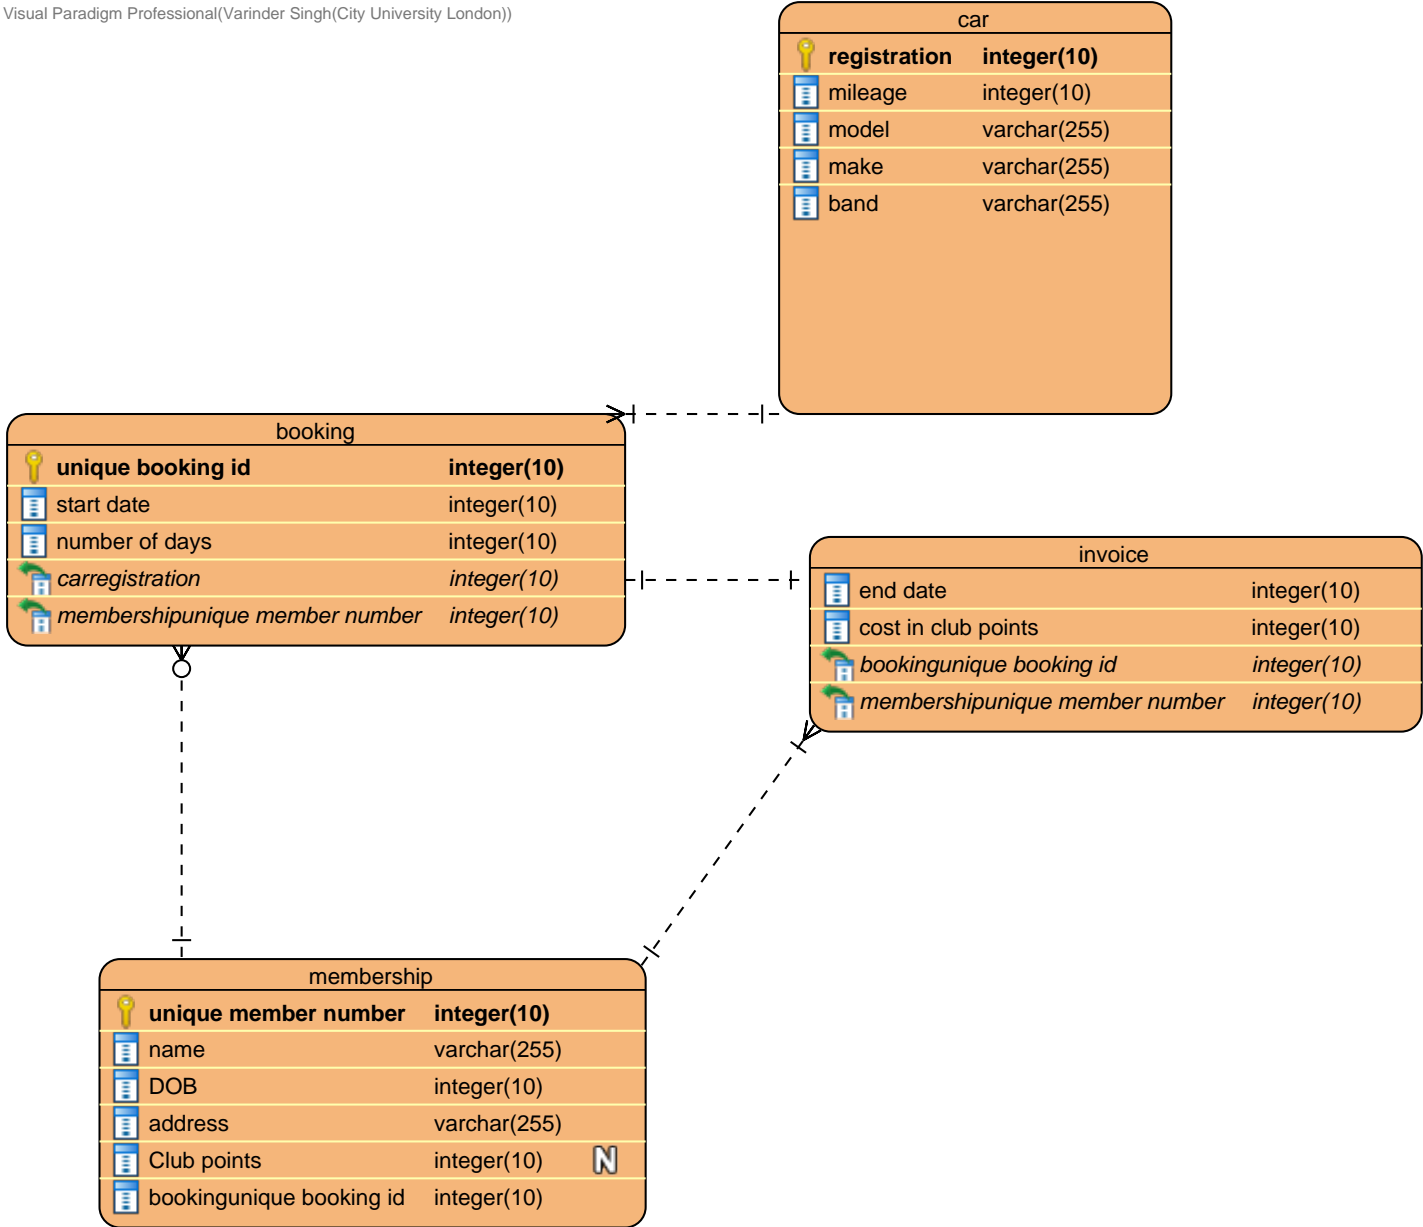 Visual Paradigm Professional(Varinder Singh(City University London))
car
registration integer(10)
mileage integer(10)
model varchar(255)
make varchar(255)
band varchar(255)
booking
unique booking id integer(10)
start date integer(10)
number of days integer(10)
carregistration integer(10)
membershipunique member number integer(10)
invoice
end date integer(10)
cost in club points integer(10)
bookingunique booking id integer(10)
membershipunique member number integer(10)
membership
unique member number integer(10)
name varchar(255)
DOB integer(10)
address varchar(255)
Club points integer(10) N
bookingunique booking id integer(10)